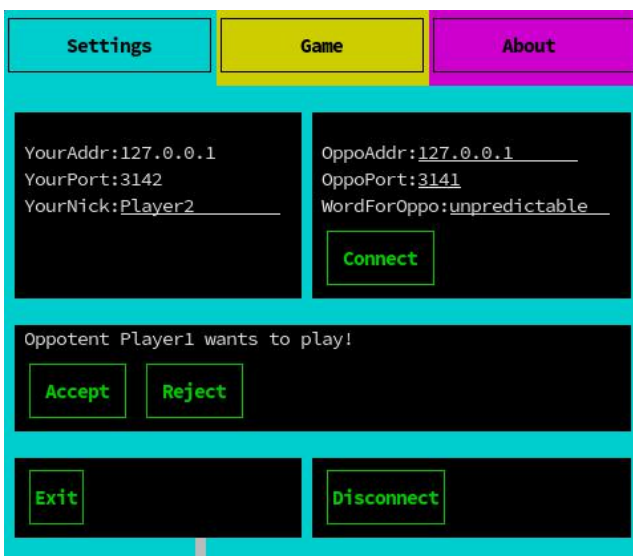 Settings Game About
YourAddr:127.0.0.1
YourPort:3142
YourNick:Player2
OppoAddr:127.0.0.1
OppoPort:3141
WordForOppo:unpredictable
Connect
Oppotent Player1 wants to play!
Accept Reject
Exit
Disconnect